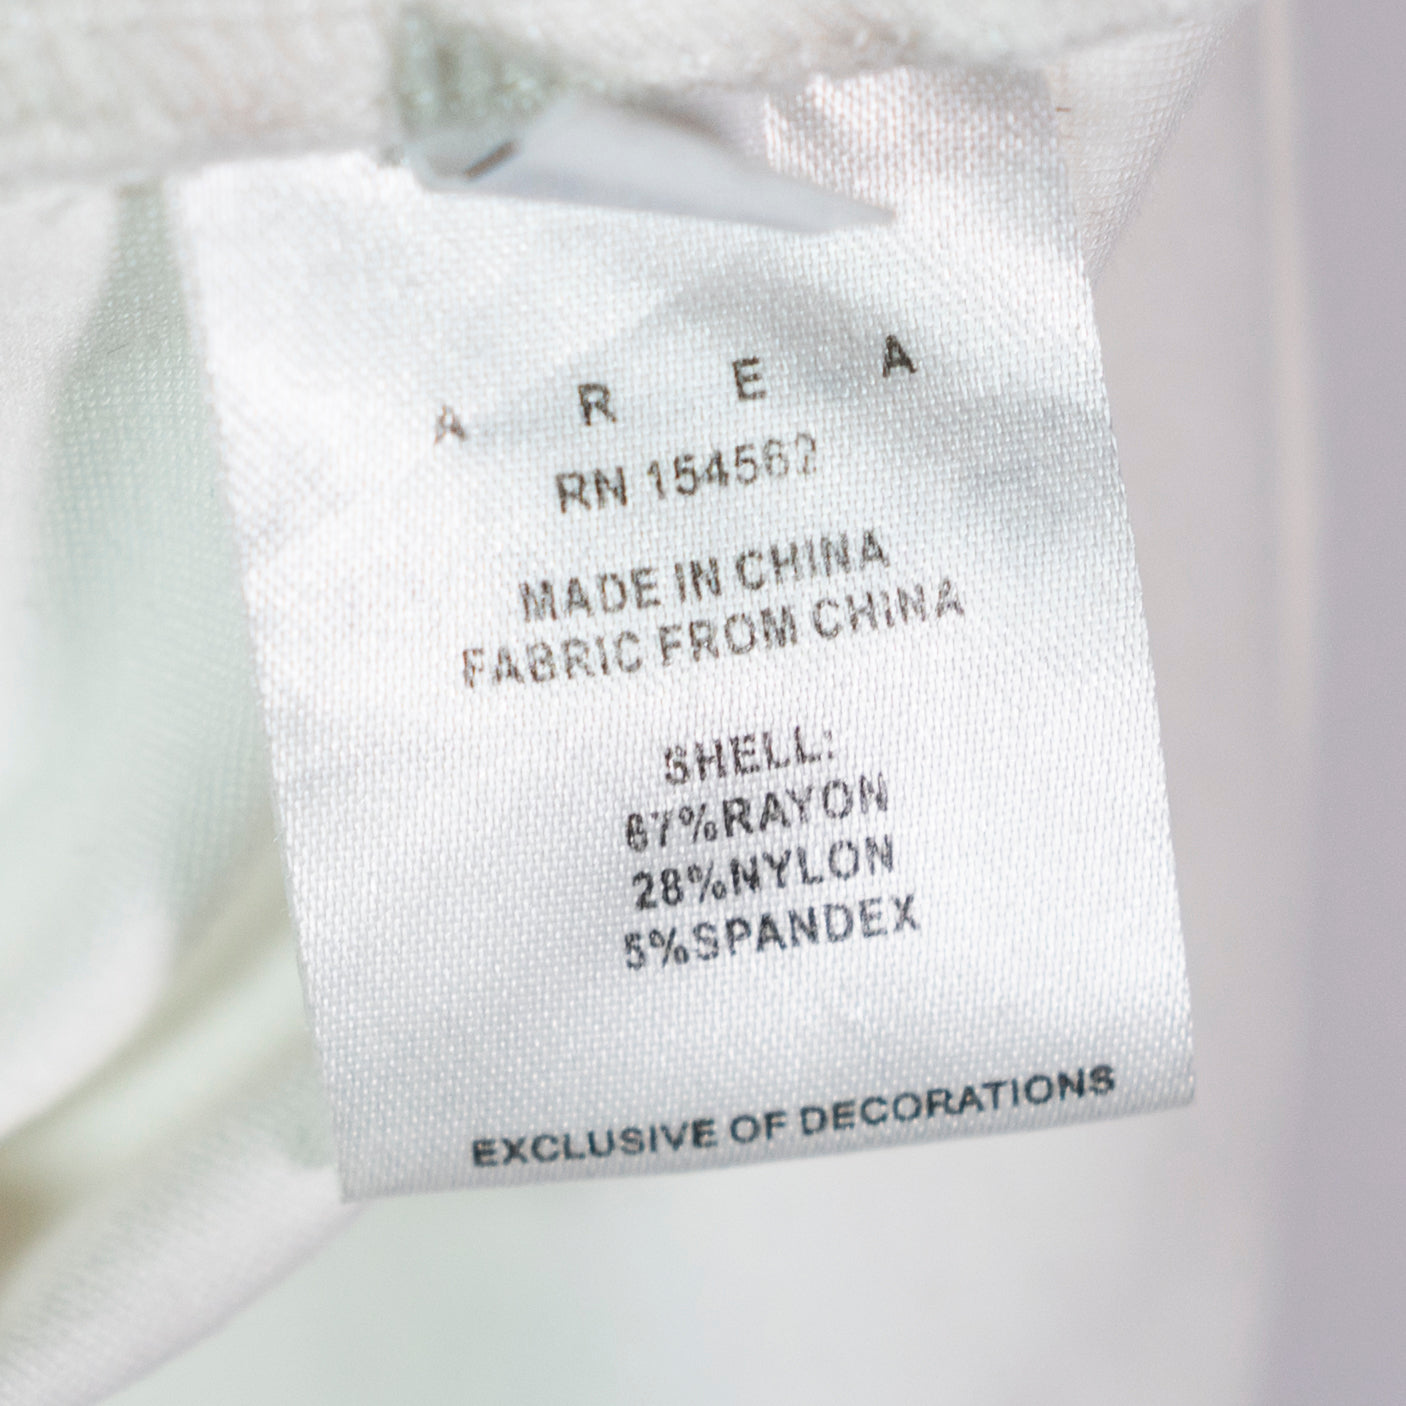 A R E A
RN 154562
MADE IN CHINA
FABRIC FROM CHINA
SHELL:
67%RAYON
28%NYLON
5%SPANDEX
EXCLUSIVE OF DECORATIONS